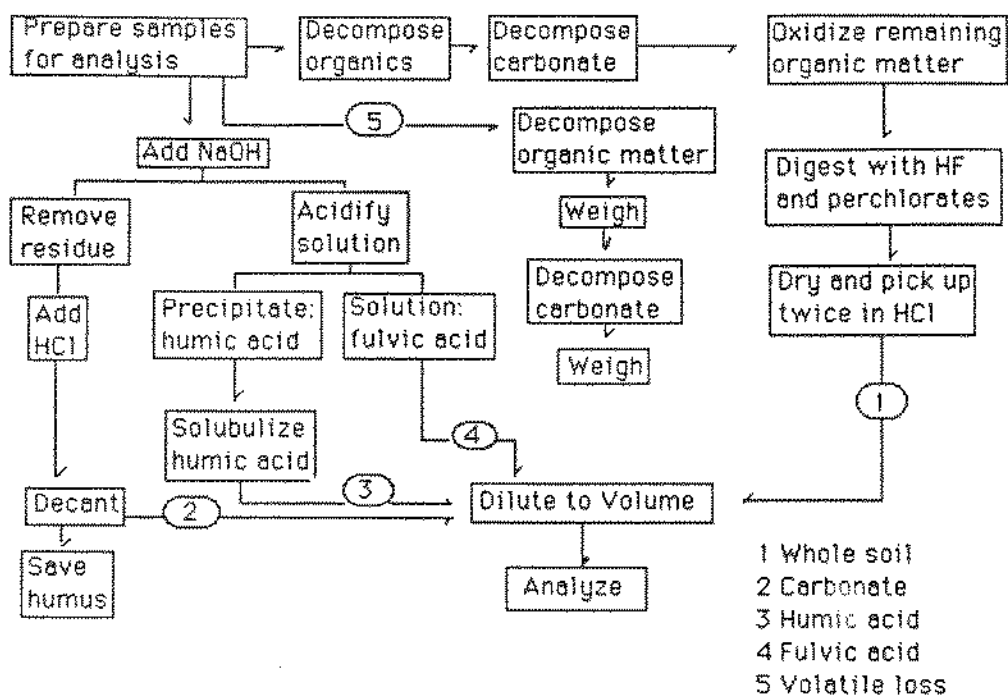 Prepare samples
for analysis
Decompose
organics
Decompose
carbonate
Oxidize remaining
organic matter
5
Add NaOH
Decompose
organic matter
Digest with HF
and perchlorates
Remove
residue
Acidify
solution
Weigh
Add
HCl
Precipitate:
humic acid
Solution:
fulvic acid
Decompose
carbonate
Dry and pick up
twice in HCl
Weigh
1
Solubulize
humic acid
4
3
Decant
2
Dilute to Volume
Save
humus
Analyze
1 Whole soil
2 Carbonate
3 Humic acid
4 Fulvic acid
5 Volatile loss